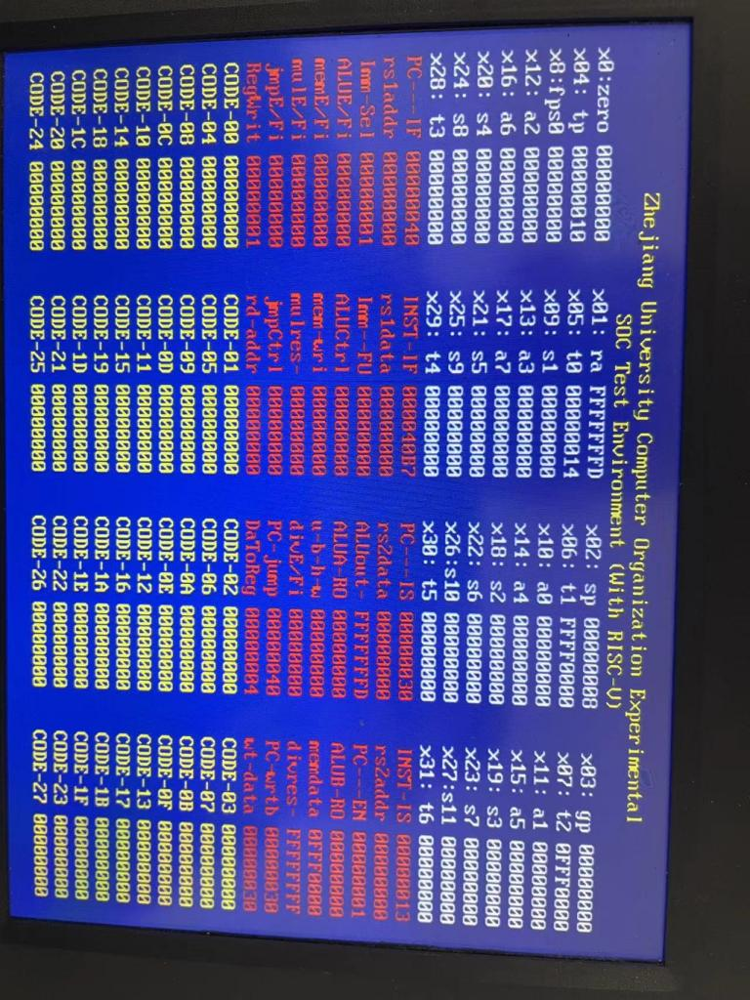 Zhejiang University Computer Organization Experimental
SOC Test Environment (With RISC-V)
x0:zero 00000000 x01: ra FFFFFFFD x02: sp 00000008 x03: gp 00000000
x04: tp 00000010 x05: t0 00000014 x06: t1 FFFF0000 x07: t2 0FFF0000
x8:fps0 00000000 x09: s1 00000000 x10: a0 00000000 x11: a1 00000000
x12: a2 00000000 x13: a3 00000000 x14: a4 00000000 x15: a5 00000000
x16: a6 00000000 x17: a7 00000000 x18: s2 00000000 x19: s3 00000000
x20: s4 00000000 x21: s5 00000000 x22: s6 00000000 x23: s7 00000000
x24: s8 00000000 x25: s9 00000000 x26:s10 00000000 x27:s11 00000000
x28: t3 00000000 x29: t4 00000000 x30: t5 00000000 x31: t6 00000000
PC---IF 00000040 INST-IF 000040B7 PC---IS 00000030 INST-IS 00000013
rs1addr 00000000 rs1data 00000000 rs2data 00000000 rs2addr 00000000
Imm-Sel 00000001 Imm--FU 00000000 ALUout- FFFFFFFD PC---EN 00000001
ALUE/Fi 00000000 ALUCtrl 00000000 ALUA-RO 00000000 ALUB-RO 00000000
memE/Fi 00000000 mem-wri 00000000 u-b-h-w 00000000 memdata 0FFF0000
mulE/Fi 00000000 mulres- 00000000 divE/Fi 00000000 divres- FFFFFFFF
jmpE/Fi 00000000 jmpCtrl 00000000 PC-jump 00000040 PC-wrtb 00000030
RegWrit 00000001 rd-addr 00000000 DaToReg 00000004 wt-data 00000030
CODE-00 00000000 CODE-01 00000000 CODE-02 00000000 CODE-03 00000000
CODE-04 00000000 CODE-05 00000000 CODE-06 00000000 CODE-07 00000000
CODE-08 00000000 CODE-09 00000000 CODE-0A 00000000 CODE-0B 00000000
CODE-0C 00000000 CODE-0D 00000000 CODE-0E 00000000 CODE-0F 00000000
CODE-10 00000000 CODE-11 00000000 CODE-12 00000000 CODE-13 00000000
CODE-14 00000000 CODE-15 00000000 CODE-16 00000000 CODE-17 00000000
CODE-18 00000000 CODE-19 00000000 CODE-1A 00000000 CODE-1B 00000000
CODE-1C 00000000 CODE-1D 00000000 CODE-1E 00000000 CODE-1F 00000000
CODE-20 00000000 CODE-21 00000000 CODE-22 00000000 CODE-23 00000000
CODE-24 00000000 CODE-25 00000000 CODE-26 00000000 CODE-27 00000000